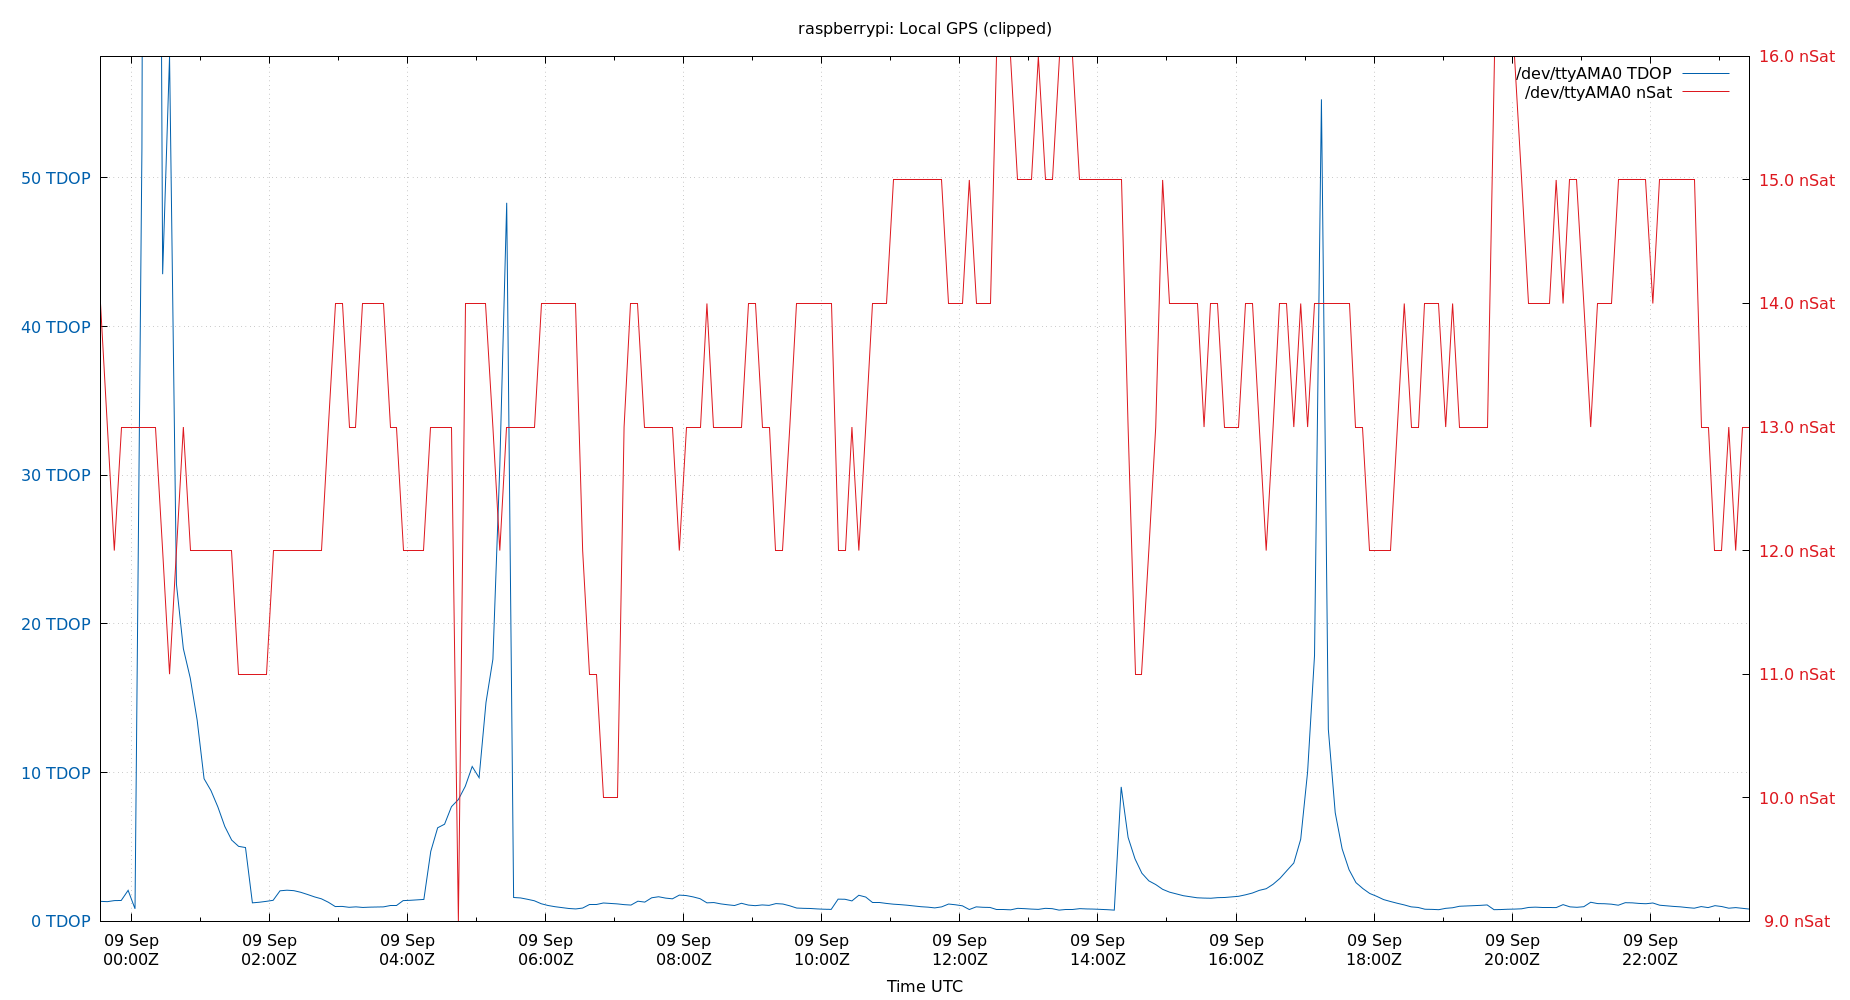 raspberrypi: Local GPS (clipped)
/dev/ttyAMA0 TDOP
/dev/ttyAMA0 nSat
50 TDOP
40 TDOP
30 TDOP
20 TDOP
10 TDOP
0 TDOP
16.0 nSat
15.0 nSat
14.0 nSat
13.0 nSat
12.0 nSat
11.0 nSat
10.0 nSat
9.0 nSat
09 Sep
00:00Z
09 Sep
02:00Z
09 Sep
04:00Z
09 Sep
06:00Z
09 Sep
08:00Z
09 Sep
10:00Z
09 Sep
12:00Z
09 Sep
14:00Z
09 Sep
16:00Z
09 Sep
18:00Z
09 Sep
20:00Z
09 Sep
22:00Z
Time UTC